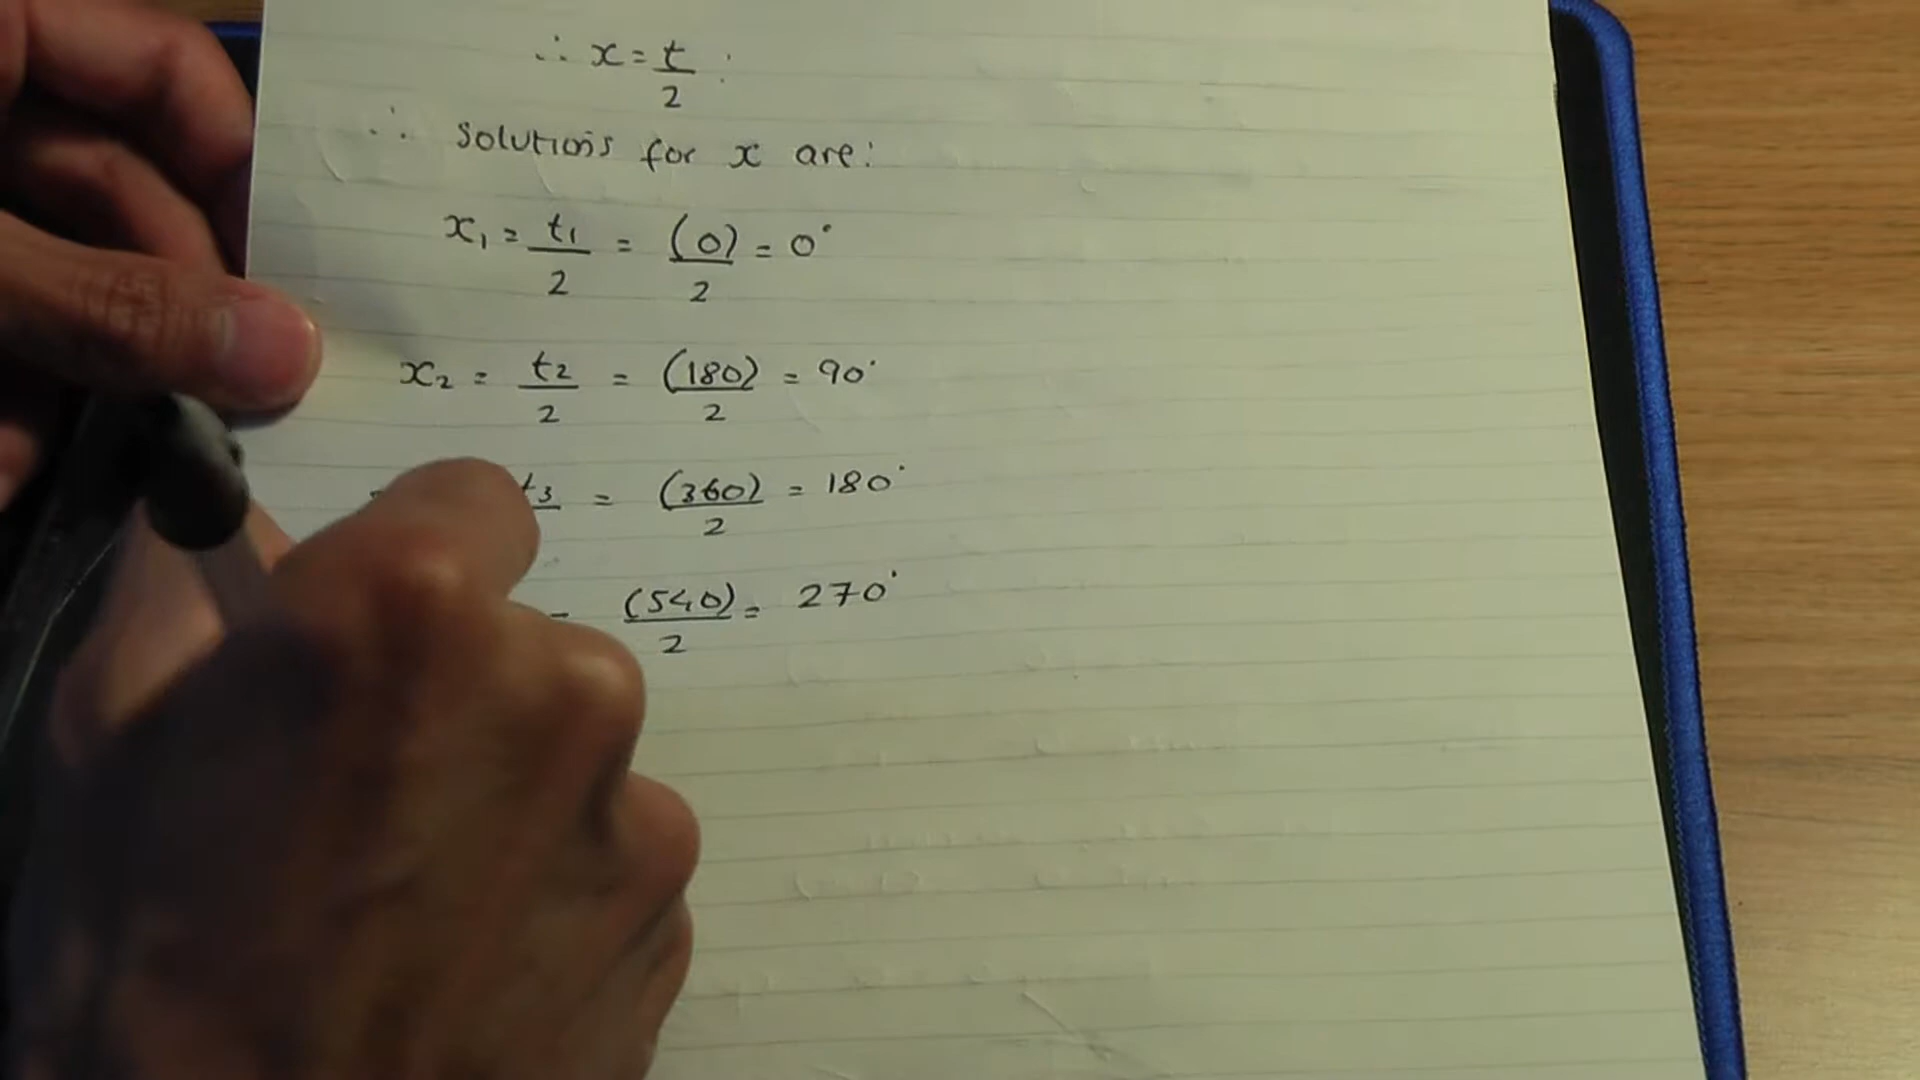 ∴ x = t/2 :
∴ solutions for x are:
x₁ = t₁/2 = (0)/2 = 0°
x₂ = t₂/2 = (180)/2 = 90°
t₃ = (360)/2 = 180°
= (540)/2 = 270°